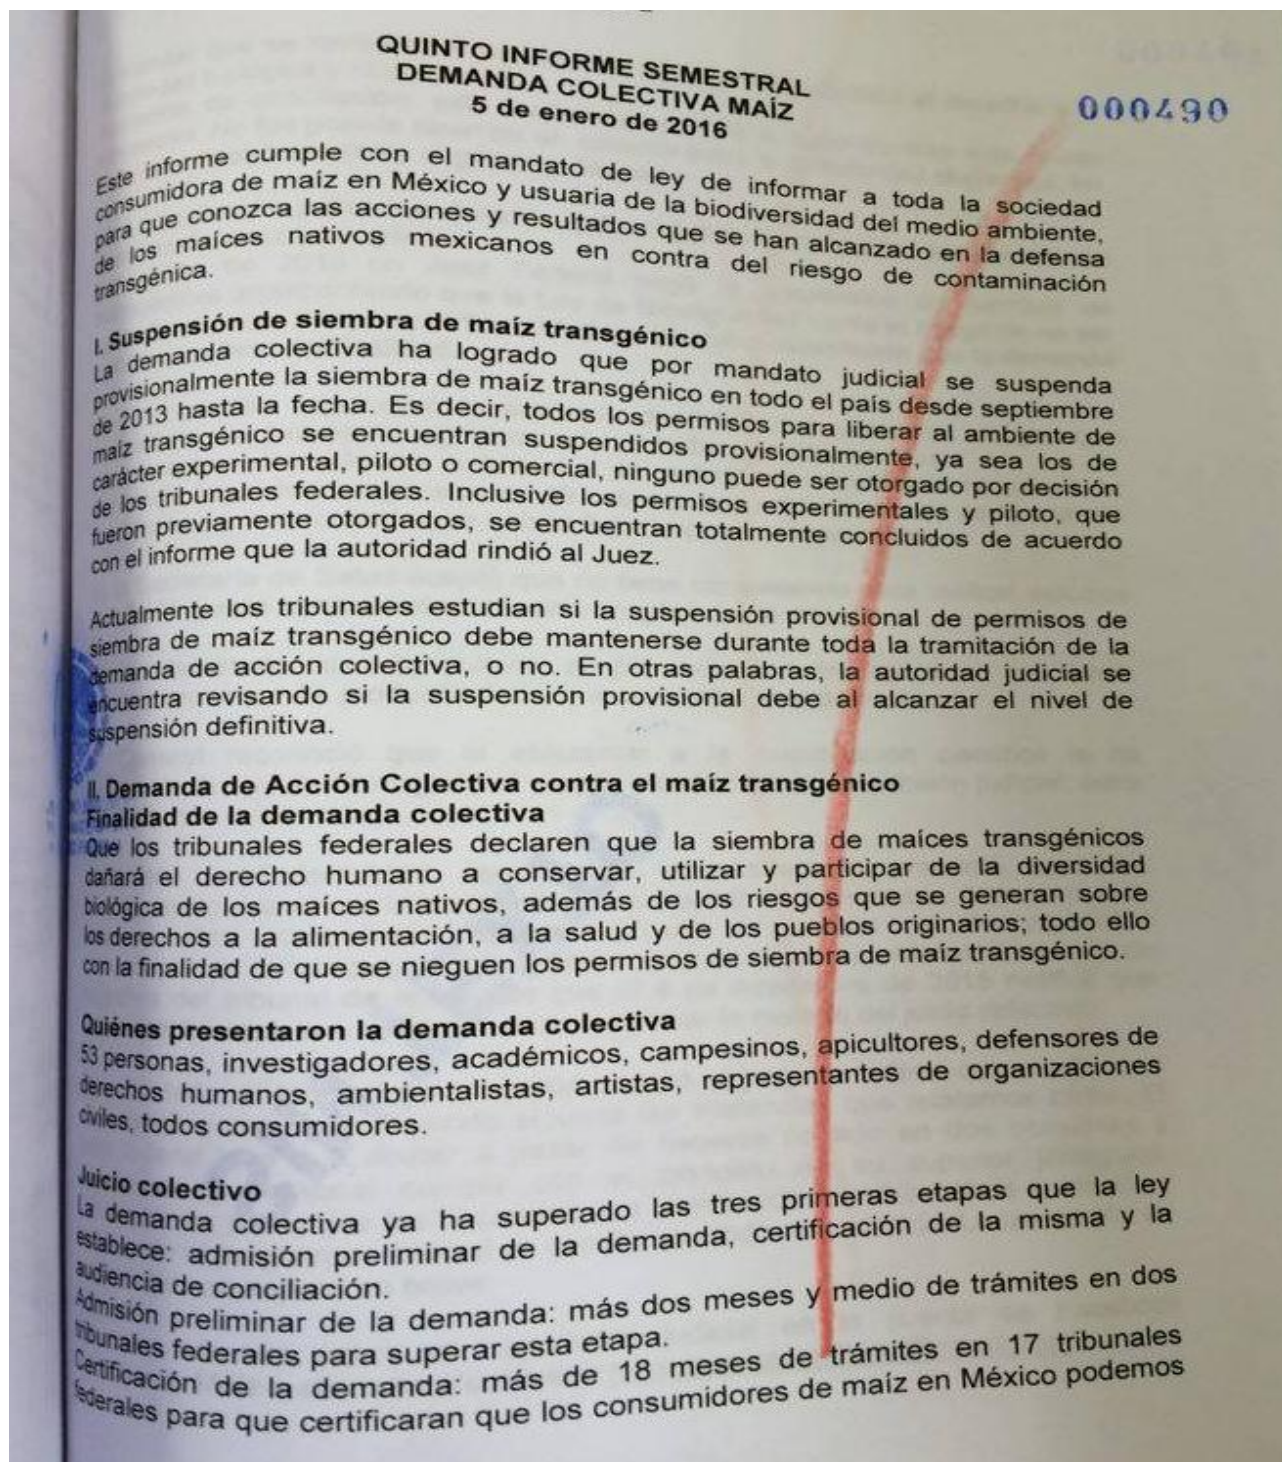 QUINTO INFORME SEMESTRAL
DEMANDA COLECTIVA MAÍZ
5 de enero de 2016
000490
Este informe cumple con el mandato de ley de informar a toda la sociedad
consumidora de maíz en México y usuaria de la biodiversidad del medio ambiente,
para que conozca las acciones y resultados que se han alcanzado en la defensa
de los maíces nativos mexicanos en contra del riesgo de contaminación
transgénica.
I. Suspensión de siembra de maíz transgénico
La demanda colectiva ha logrado que por mandato judicial se suspenda
provisionalmente la siembra de maíz transgénico en todo el país desde septiembre
de 2013 hasta la fecha. Es decir, todos los permisos para liberar al ambiente de
maíz transgénico se encuentran suspendidos provisionalmente, ya sea los de
carácter experimental, piloto o comercial, ninguno puede ser otorgado por decisión
de los tribunales federales. Inclusive los permisos experimentales y piloto, que
fueron previamente otorgados, se encuentran totalmente concluidos de acuerdo
con el informe que la autoridad rindió al Juez.
Actualmente los tribunales estudian si la suspensión provisional de permisos de
siembra de maíz transgénico debe mantenerse durante toda la tramitación de la
demanda de acción colectiva, o no. En otras palabras, la autoridad judicial se
encuentra revisando si la suspensión provisional debe al alcanzar el nivel de
suspensión definitiva.
II. Demanda de Acción Colectiva contra el maíz transgénico
Finalidad de la demanda colectiva
Que los tribunales federales declaren que la siembra de maíces transgénicos
dañará el derecho humano a conservar, utilizar y participar de la diversidad
biológica de los maíces nativos, además de los riesgos que se generan sobre
los derechos a la alimentación, a la salud y de los pueblos originarios; todo ello
con la finalidad de que se nieguen los permisos de siembra de maíz transgénico.
Quiénes presentaron la demanda colectiva
53 personas, investigadores, académicos, campesinos, apicultores, defensores de
derechos humanos, ambientalistas, artistas, representantes de organizaciones
civiles, todos consumidores.
Juicio colectivo
La demanda colectiva ya ha superado las tres primeras etapas que la ley
establece: admisión preliminar de la demanda, certificación de la misma y la
audiencia de conciliación.
Admisión preliminar de la demanda: más dos meses y medio de trámites en dos
tribunales federales para superar esta etapa.
Certificación de la demanda: más de 18 meses de trámites en 17 tribunales
federales para que certificaran que los consumidores de maíz en México podemos